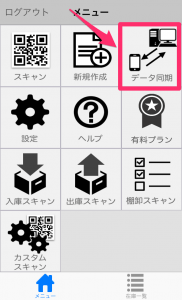 ログアウト メニュー
スキャン 新規作成 データ同期
設定 ヘルプ 有料プラン
入庫スキャン 出庫スキャン 棚卸スキャン
カスタム
スキャン
メニュー 在庫一覧